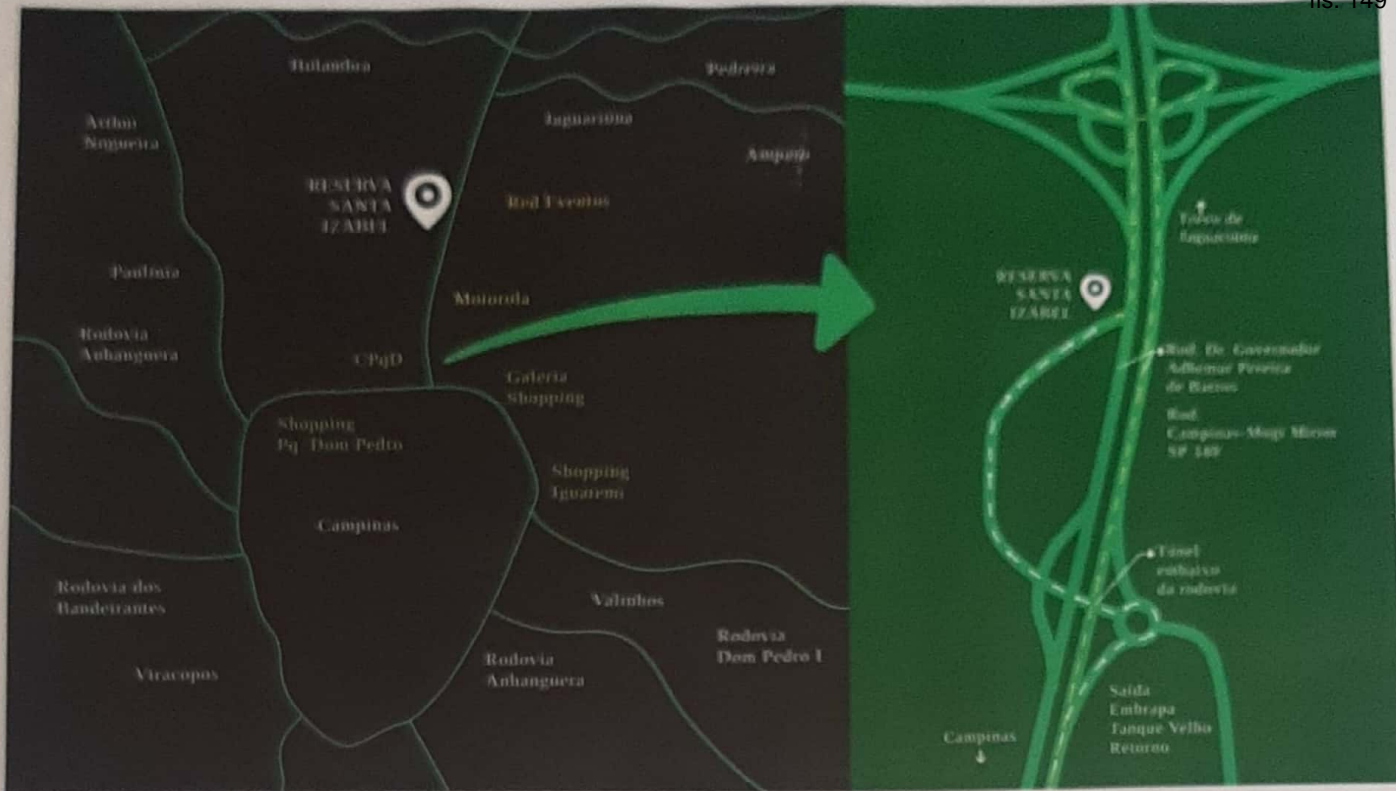 fls. 149
Holambra
Pedreira
Arthur
Nogueira
Jaguariúna
Amparo
RESERVA
SANTA
IZABEL
Red Eventos
Paulínia
Motorola
Rodovia
Anhanguera
CPqD
Galeria
Shopping
Shopping
Pq. Dom Pedro
Shopping
Iguatemi
Campinas
Rodovia dos
Bandeirantes
Valinhos
Rodovia
Dom Pedro I
Rodovia
Anhanguera
Viracopos
Trevo de
Jaguariúna
RESERVA
SANTA
IZABEL
Rod. Dr. Governador
Adhemar Pereira
de Barros
Rod.
Campinas-Mogi Mirim
SP 340
Túnel
embaixo
da rodovia
Saída
Embrapa
Tanque Velho
Retorno
Campinas